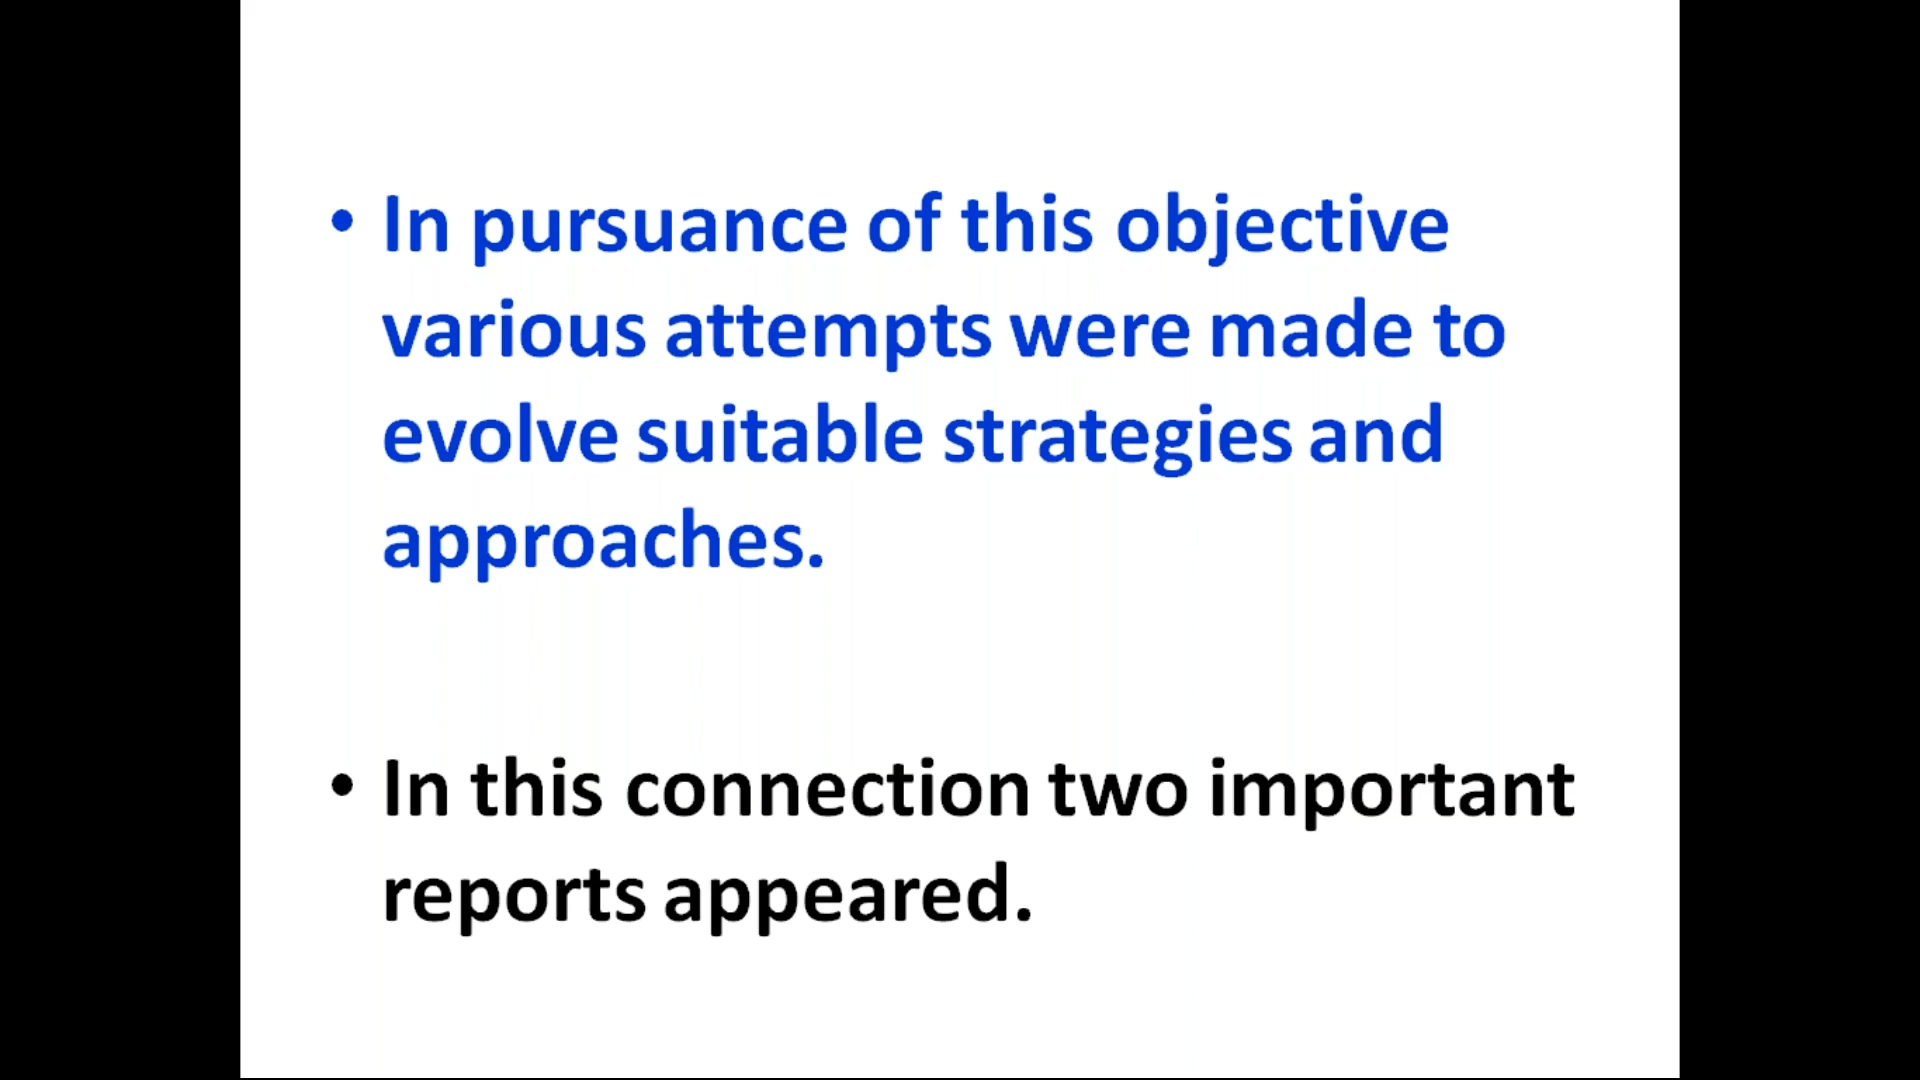 • In pursuance of this objective
various attempts were made to
evolve suitable strategies and
approaches.
• In this connection two important
reports appeared.